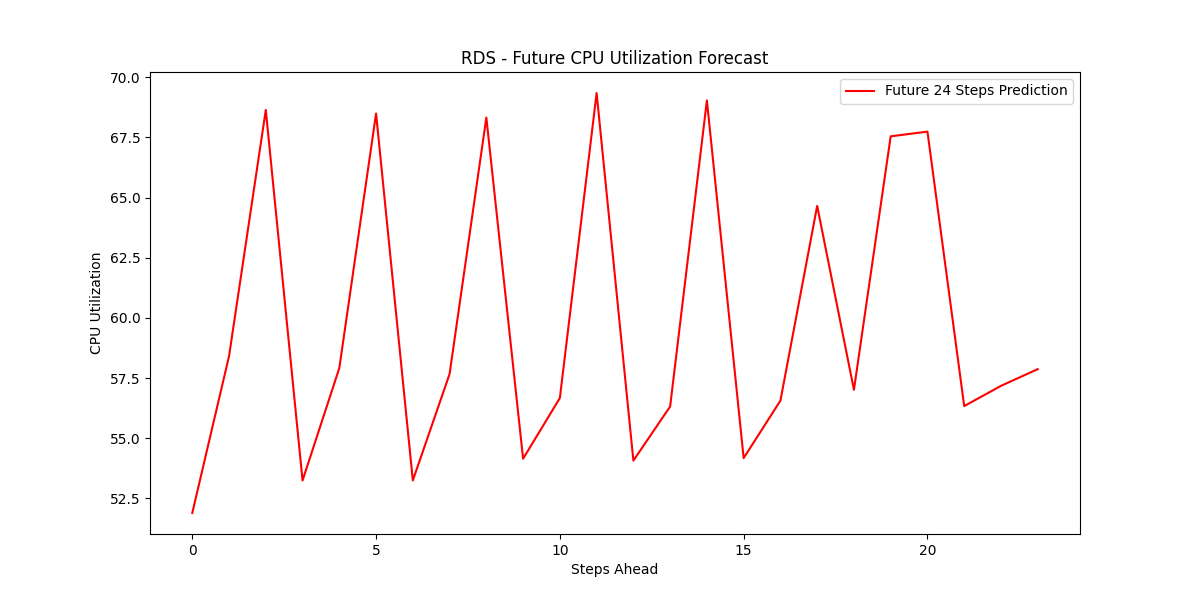 RDS - Future CPU Utilization Forecast
Future 24 Steps Prediction
CPU Utilization
70.0
67.5
65.0
62.5
60.0
57.5
55.0
52.5
0 5 10 15 20
Steps Ahead